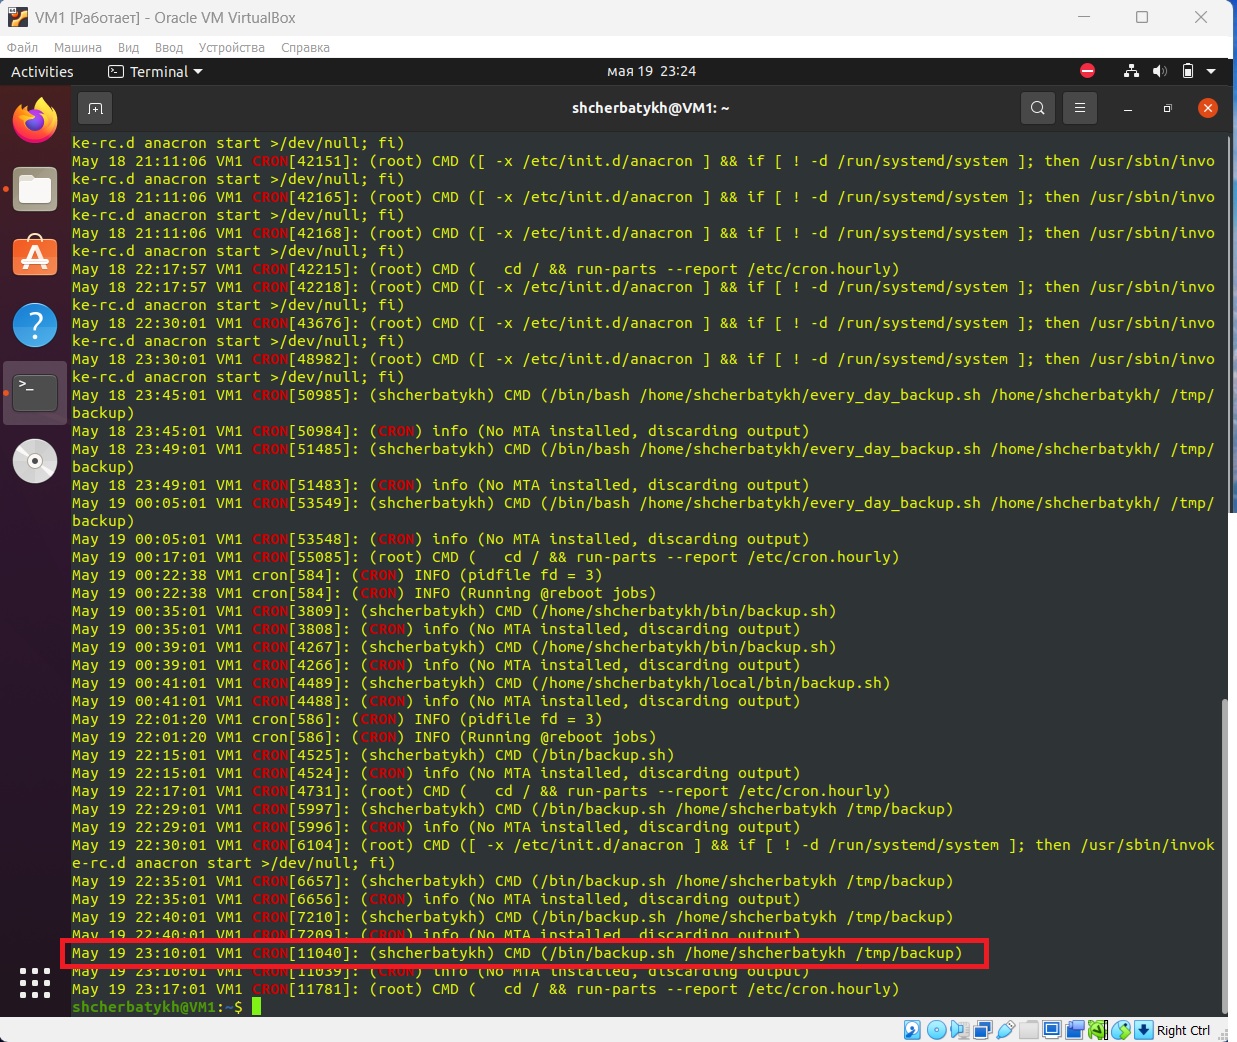 VM1 [Работает] - Oracle VM VirtualBox
Файл Машина Вид Ввод Устройства Справка
Activities Terminal мая 19 23:24
shcherbatykh@VM1: ~
ke-rc.d anacron start >/dev/null; fi)
May 18 21:11:06 VM1 CRON[42151]: (root) CMD ([ -x /etc/init.d/anacron ] && if [ ! -d /run/systemd/system ]; then /usr/sbin/invo
ke-rc.d anacron start >/dev/null; fi)
May 18 21:11:06 VM1 CRON[42165]: (root) CMD ([ -x /etc/init.d/anacron ] && if [ ! -d /run/systemd/system ]; then /usr/sbin/invo
ke-rc.d anacron start >/dev/null; fi)
May 18 21:11:06 VM1 CRON[42168]: (root) CMD ([ -x /etc/init.d/anacron ] && if [ ! -d /run/systemd/system ]; then /usr/sbin/invo
ke-rc.d anacron start >/dev/null; fi)
May 18 22:17:57 VM1 CRON[42215]: (root) CMD (   cd / && run-parts --report /etc/cron.hourly)
May 18 22:17:57 VM1 CRON[42218]: (root) CMD ([ -x /etc/init.d/anacron ] && if [ ! -d /run/systemd/system ]; then /usr/sbin/invo
ke-rc.d anacron start >/dev/null; fi)
May 18 22:30:01 VM1 CRON[43676]: (root) CMD ([ -x /etc/init.d/anacron ] && if [ ! -d /run/systemd/system ]; then /usr/sbin/invo
ke-rc.d anacron start >/dev/null; fi)
May 18 23:30:01 VM1 CRON[48982]: (root) CMD ([ -x /etc/init.d/anacron ] && if [ ! -d /run/systemd/system ]; then /usr/sbin/invo
ke-rc.d anacron start >/dev/null; fi)
May 18 23:45:01 VM1 CRON[50985]: (shcherbatykh) CMD (/bin/bash /home/shcherbatykh/every_day_backup.sh /home/shcherbatykh/ /tmp/
backup)
May 18 23:45:01 VM1 CRON[50984]: (CRON) info (No MTA installed, discarding output)
May 18 23:49:01 VM1 CRON[51485]: (shcherbatykh) CMD (/bin/bash /home/shcherbatykh/every_day_backup.sh /home/shcherbatykh/ /tmp/
backup)
May 18 23:49:01 VM1 CRON[51483]: (CRON) info (No MTA installed, discarding output)
May 19 00:05:01 VM1 CRON[53549]: (shcherbatykh) CMD (/bin/bash /home/shcherbatykh/every_day_backup.sh /home/shcherbatykh/ /tmp/
backup)
May 19 00:05:01 VM1 CRON[53548]: (CRON) info (No MTA installed, discarding output)
May 19 00:17:01 VM1 CRON[55085]: (root) CMD (   cd / && run-parts --report /etc/cron.hourly)
May 19 00:22:38 VM1 cron[584]: (CRON) INFO (pidfile fd = 3)
May 19 00:22:38 VM1 cron[584]: (CRON) INFO (Running @reboot jobs)
May 19 00:35:01 VM1 CRON[3809]: (shcherbatykh) CMD (/home/shcherbatykh/bin/backup.sh)
May 19 00:35:01 VM1 CRON[3808]: (CRON) info (No MTA installed, discarding output)
May 19 00:39:01 VM1 CRON[4267]: (shcherbatykh) CMD (/home/shcherbatykh/bin/backup.sh)
May 19 00:39:01 VM1 CRON[4266]: (CRON) info (No MTA installed, discarding output)
May 19 00:41:01 VM1 CRON[4489]: (shcherbatykh) CMD (/home/shcherbatykh/local/bin/backup.sh)
May 19 00:41:01 VM1 CRON[4488]: (CRON) info (No MTA installed, discarding output)
May 19 22:01:20 VM1 cron[586]: (CRON) INFO (pidfile fd = 3)
May 19 22:01:20 VM1 cron[586]: (CRON) INFO (Running @reboot jobs)
May 19 22:15:01 VM1 CRON[4525]: (shcherbatykh) CMD (/bin/backup.sh)
May 19 22:15:01 VM1 CRON[4524]: (CRON) info (No MTA installed, discarding output)
May 19 22:17:01 VM1 CRON[4731]: (root) CMD (   cd / && run-parts --report /etc/cron.hourly)
May 19 22:29:01 VM1 CRON[5997]: (shcherbatykh) CMD (/bin/backup.sh /home/shcherbatykh /tmp/backup)
May 19 22:29:01 VM1 CRON[5996]: (CRON) info (No MTA installed, discarding output)
May 19 22:30:01 VM1 CRON[6104]: (root) CMD ([ -x /etc/init.d/anacron ] && if [ ! -d /run/systemd/system ]; then /usr/sbin/invok
e-rc.d anacron start >/dev/null; fi)
May 19 22:35:01 VM1 CRON[6657]: (shcherbatykh) CMD (/bin/backup.sh /home/shcherbatykh /tmp/backup)
May 19 22:35:01 VM1 CRON[6656]: (CRON) info (No MTA installed, discarding output)
May 19 22:40:01 VM1 CRON[7210]: (shcherbatykh) CMD (/bin/backup.sh /home/shcherbatykh /tmp/backup)
May 19 22:40:01 VM1 CRON[7209]: (CRON) info (No MTA installed, discarding output)
May 19 23:10:01 VM1 CRON[11040]: (shcherbatykh) CMD (/bin/backup.sh /home/shcherbatykh /tmp/backup)
May 19 23:10:01 VM1 CRON[11039]: (CRON) info (No MTA installed, discarding output)
May 19 23:17:01 VM1 CRON[11781]: (root) CMD (   cd / && run-parts --report /etc/cron.hourly)
shcherbatykh@VM1:~$
Right Ctrl